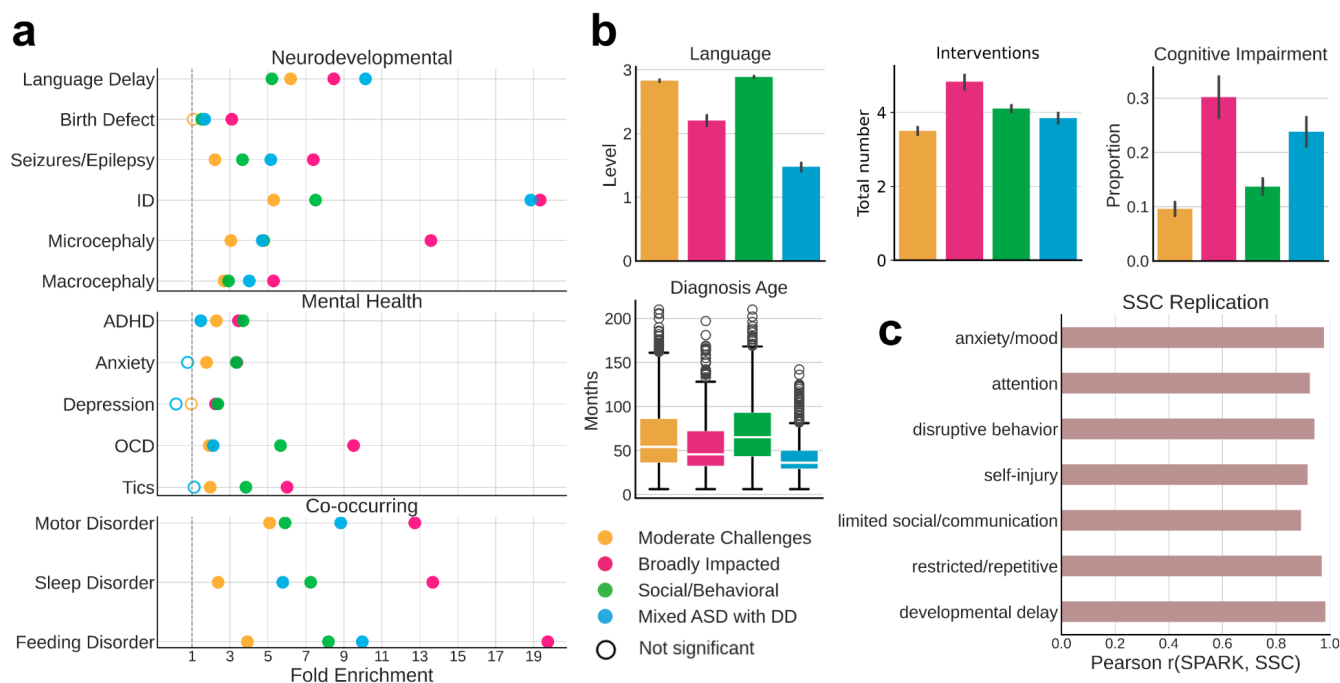 a
Neurodevelopmental
Language Delay
Birth Defect
Seizures/Epilepsy
ID
Microcephaly
Macrocephaly
Mental Health
ADHD
Anxiety
Depression
OCD
Tics
Co-occurring
Motor Disorder
Sleep Disorder
Feeding Disorder
1 3 5 7 9 11 13 15 17 19
Fold Enrichment
b
Language
3
2
1
0
Level
Interventions
4
2
0
Total number
Cognitive Impairment
0.3
0.2
0.1
0.0
Proportion
Diagnosis Age
200
150
100
50
0
Months
Moderate Challenges
Broadly Impacted
Social/Behavioral
Mixed ASD with DD
Not significant
c
SSC Replication
anxiety/mood
attention
disruptive behavior
self-injury
limited social/communication
restricted/repetitive
developmental delay
0.0 0.2 0.4 0.6 0.8 1.0
Pearson r(SPARK, SSC)